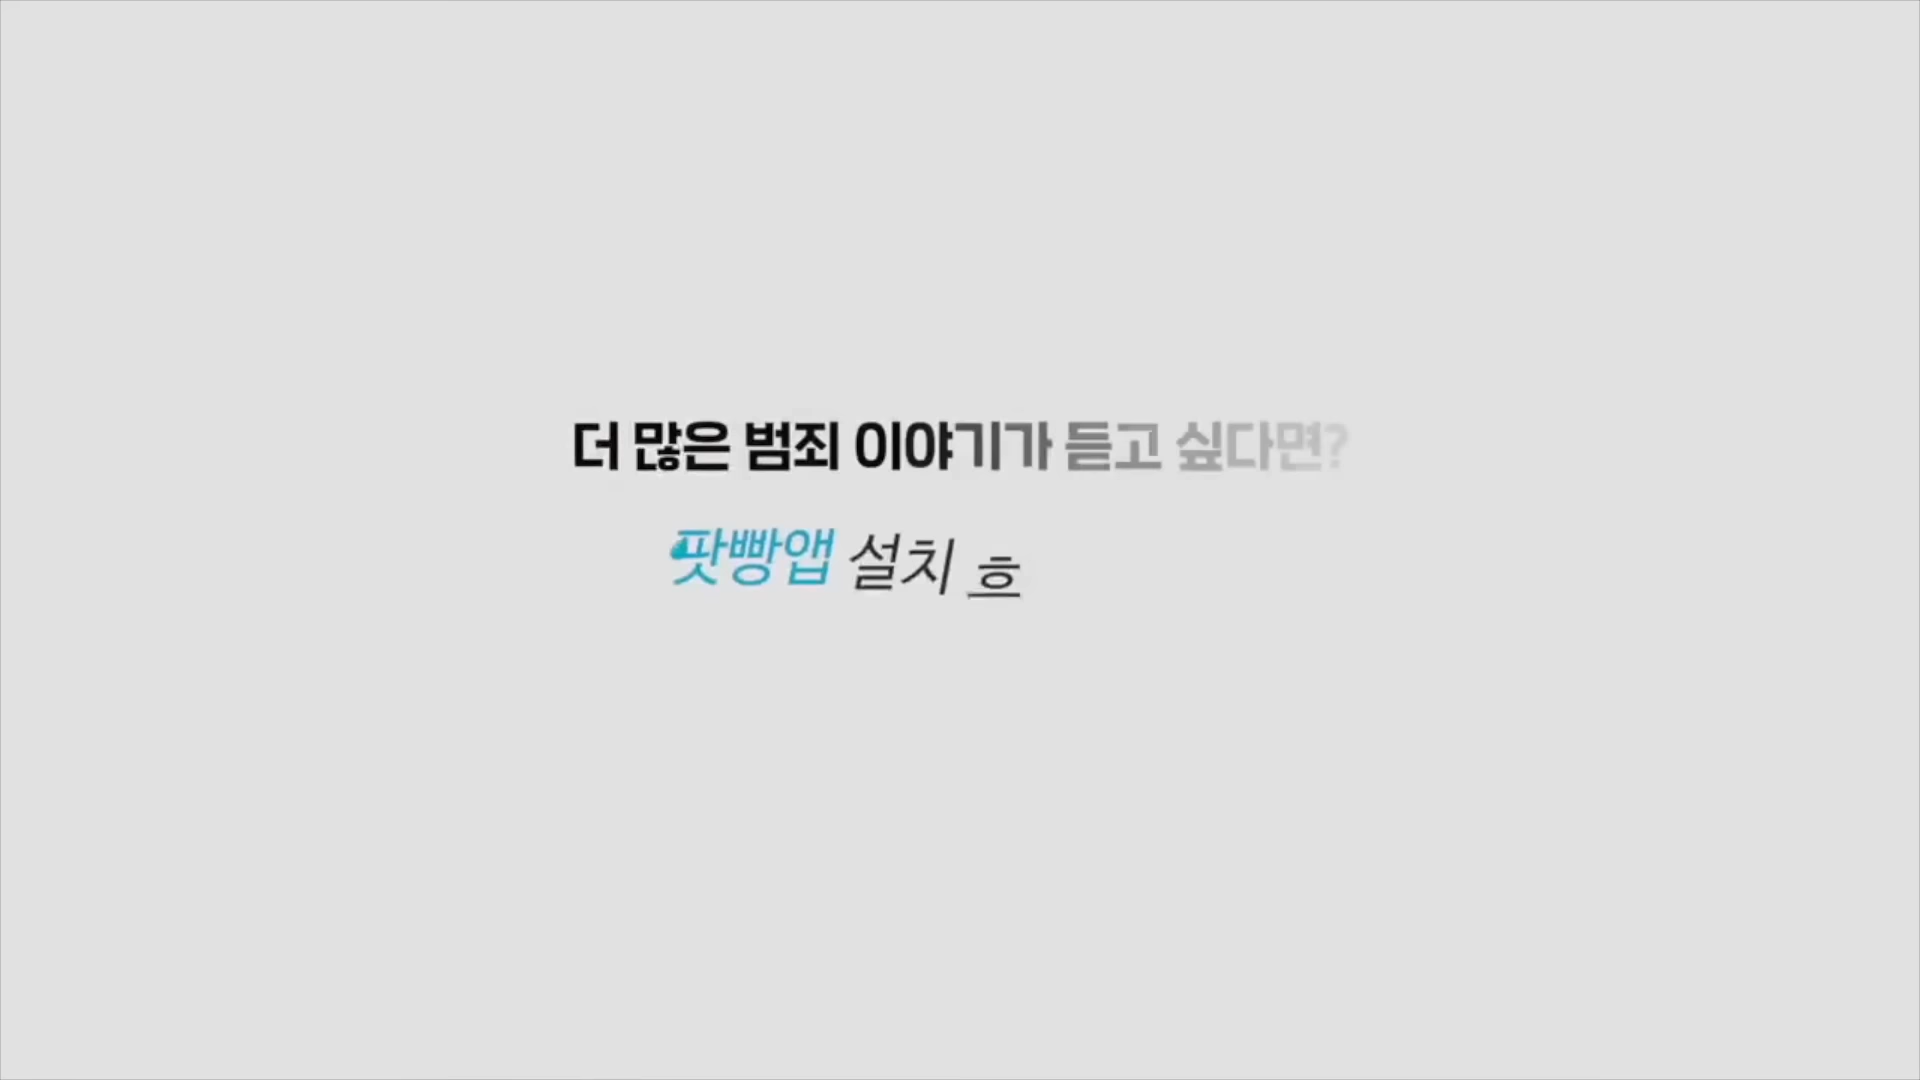 더 많은 범죄 이야기가 듣고 싶다면?
팟빵앱 설치